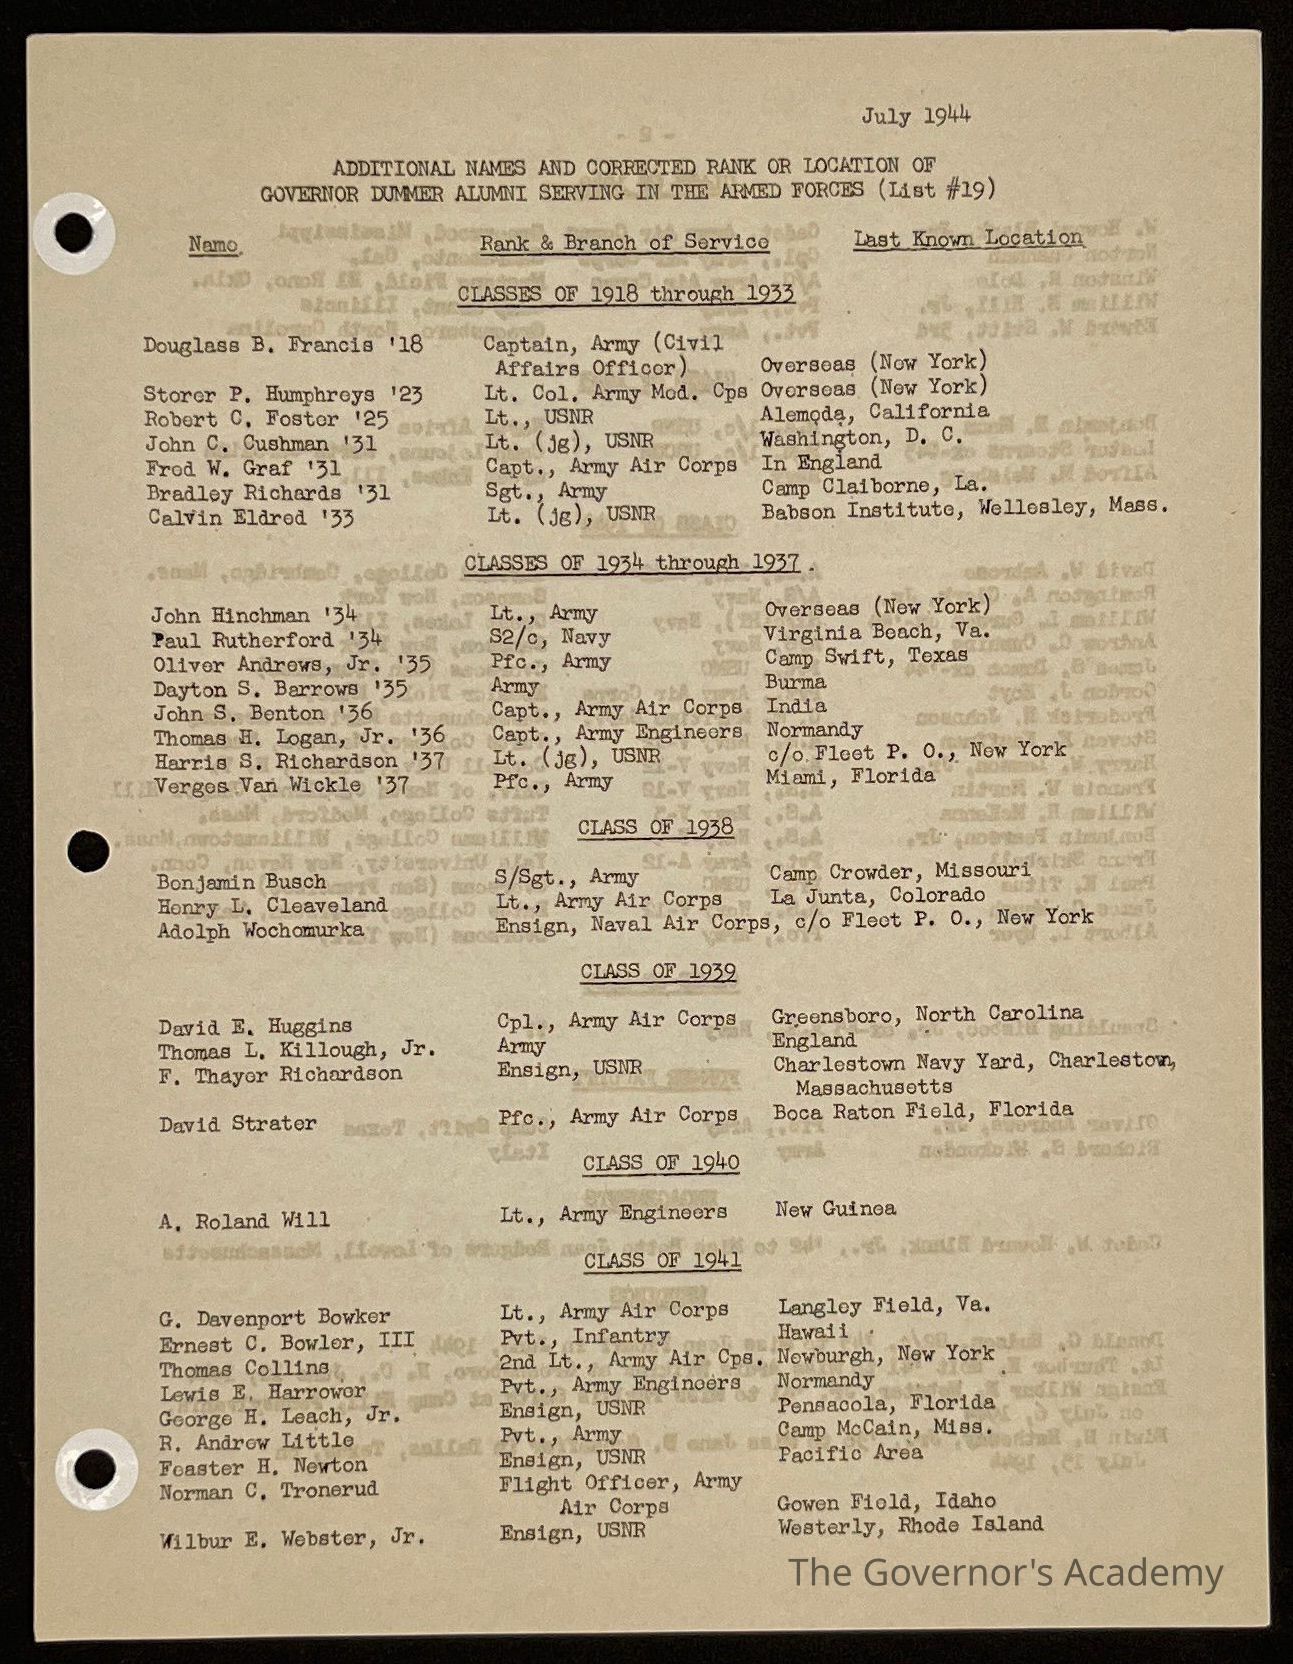 July 1944
ADDITIONAL NAMES AND CORRECTED RANK OR LOCATION OF
GOVERNOR DUMMER ALUMNI SERVING IN THE ARMED FORCES (List #19)
Name Rank & Branch of Service Last Known Location
CLASSES OF 1918 through 1933
Douglass B. Francis '18 Captain, Army (Civil
Affairs Officer) Overseas (New York)
Storer P. Humphreys '23 Lt. Col. Army Med. Cps Overseas (New York)
Robert C. Foster '25 Lt., USNR Alemeda, California
John C. Cushman '31 Lt. (jg), USNR Washington, D. C.
Fred W. Graf '31 Capt., Army Air Corps In England
Bradley Richards '31 Sgt., Army Camp Claiborne, La.
Calvin Eldred '33 Lt. (jg), USNR Babson Institute, Wellesley, Mass.
CLASSES OF 1934 through 1937.
John Hinchman '34 Lt., Army Overseas (New York)
Paul Rutherford '34 S2/c, Navy Virginia Beach, Va.
Oliver Andrews, Jr. '35 Pfc., Army Camp Swift, Texas
Dayton S. Barrows '35 Army Burma
John S. Benton '36 Capt., Army Air Corps India
Thomas H. Logan, Jr. '36 Capt., Army Engineers Normandy
Harris S. Richardson '37 Lt. (jg), USNR c/o Fleet P. O., New York
Verges Van Wickle '37 Pfc., Army Miami, Florida
CLASS OF 1938
Benjamin Busch S/Sgt., Army Camp Crowder, Missouri
Henry L. Cleaveland Lt., Army Air Corps La Junta, Colorado
Adolph Wochomurka Ensign, Naval Air Corps, c/o Fleet P. O., New York
CLASS OF 1939
David E. Huggins Cpl., Army Air Corps Greensboro, North Carolina
Thomas L. Killough, Jr. Army England
F. Thayer Richardson Ensign, USNR Charlestown Navy Yard, Charlestown,
Massachusetts
David Strater Pfc., Army Air Corps Boca Raton Field, Florida
CLASS OF 1940
A. Roland Will Lt., Army Engineers New Guinea
CLASS OF 1941
G. Davenport Bowker Lt., Army Air Corps Langley Field, Va.
Ernest C. Bowler, III Pvt., Infantry Hawaii
Thomas Collins 2nd Lt., Army Air Cps. Newburgh, New York
Lewis E. Harrower Pvt., Army Engineers Normandy
George H. Leach, Jr. Ensign, USNR Pensacola, Florida
R. Andrew Little Pvt., Army Camp McCain, Miss.
Feaster H. Newton Ensign, USNR Pacific Area
Norman C. Tronerud Flight Officer, Army
Air Corps Gowen Field, Idaho
Wilbur E. Webster, Jr. Ensign, USNR Westerly, Rhode Island
The Governor's Academy